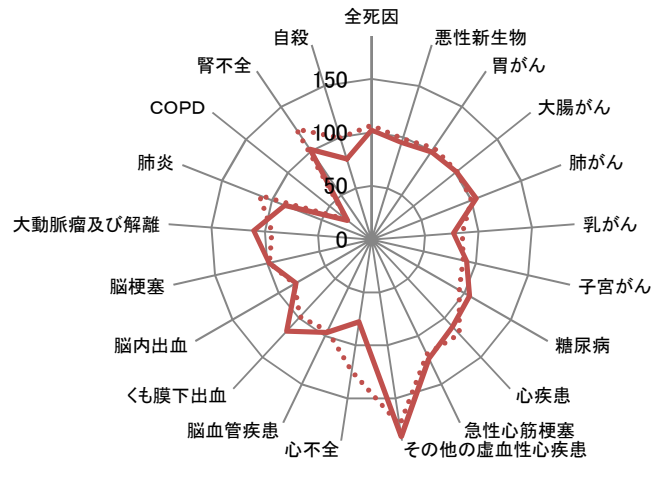 全死因
悪性新生物
胃がん
大腸がん
肺がん
乳がん
子宮がん
糖尿病
心疾患
急性心筋梗塞
その他の虚血性心疾患
心不全
脳血管疾患
くも膜下出血
脳内出血
脳梗塞
大動脈瘤及び解離
肺炎
COPD
腎不全
自殺
150
100
50
0